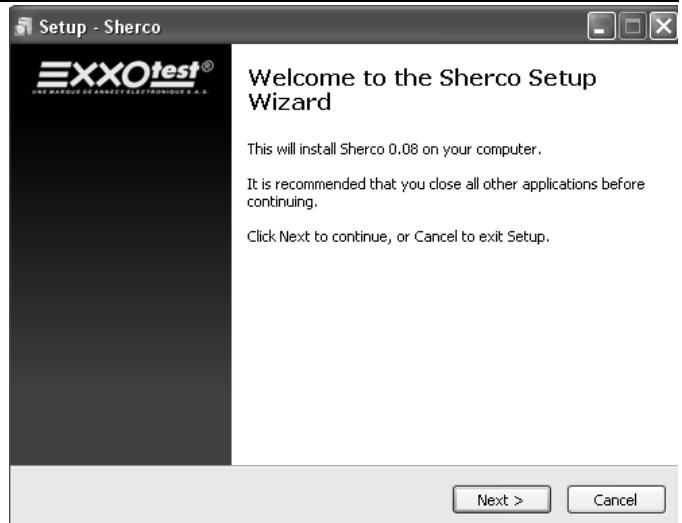 Setup - Sherco
EXXOtest®
UNE MARQUE DE ANNECY ELECTRONIQUE S.A.S.
Welcome to the Sherco Setup
Wizard
This will install Sherco 0.08 on your computer.
It is recommended that you close all other applications before
continuing.
Click Next to continue, or Cancel to exit Setup.
Next >
Cancel